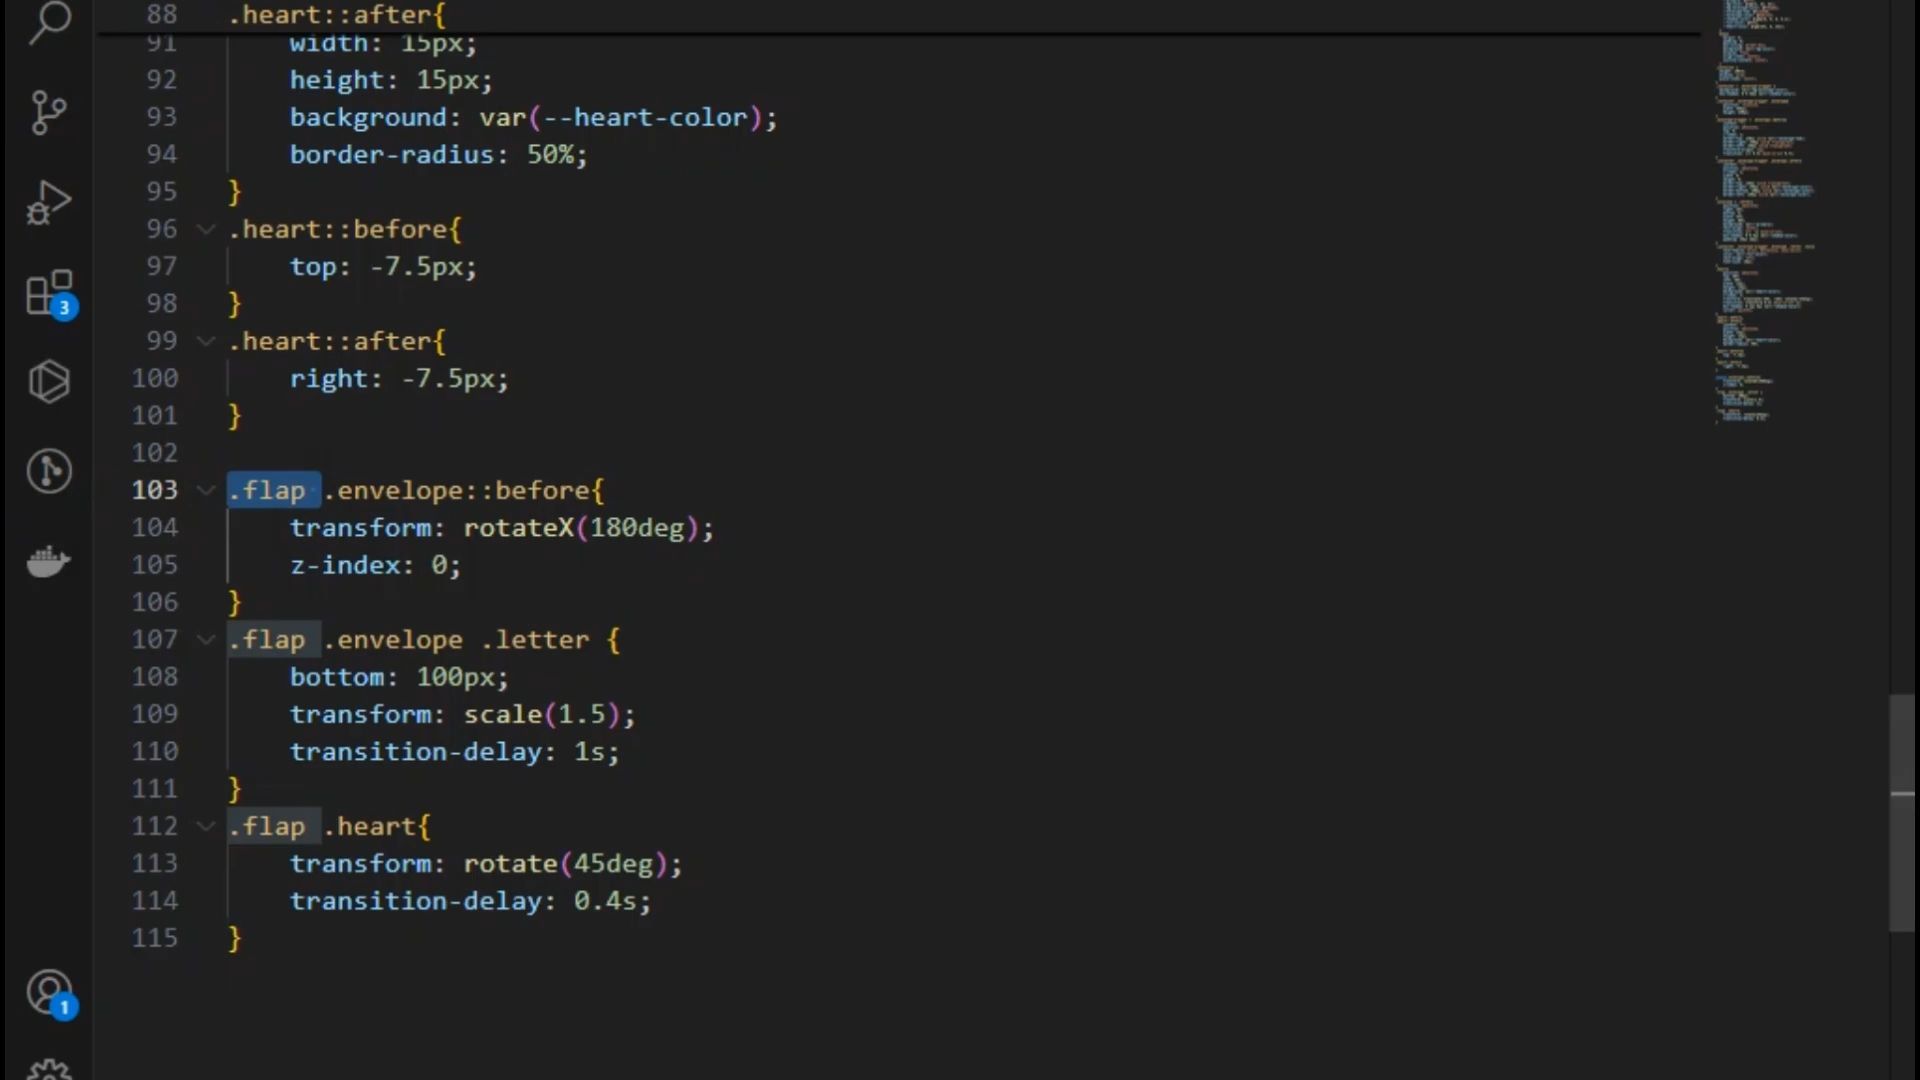 88 .heart::after{
91 width: 15px;
92 height: 15px;
93 background: var(--heart-color);
94 border-radius: 50%;
95 }
96 .heart::before{
97 top: -7.5px;
98 }
99 .heart::after{
100 right: -7.5px;
101 }
102
103 .flap .envelope::before{
104 transform: rotateX(180deg);
105 z-index: 0;
106 }
107 .flap .envelope .letter {
108 bottom: 100px;
109 transform: scale(1.5);
110 transition-delay: 1s;
111 }
112 .flap .heart{
113 transform: rotate(45deg);
114 transition-delay: 0.4s;
115 }
3
1